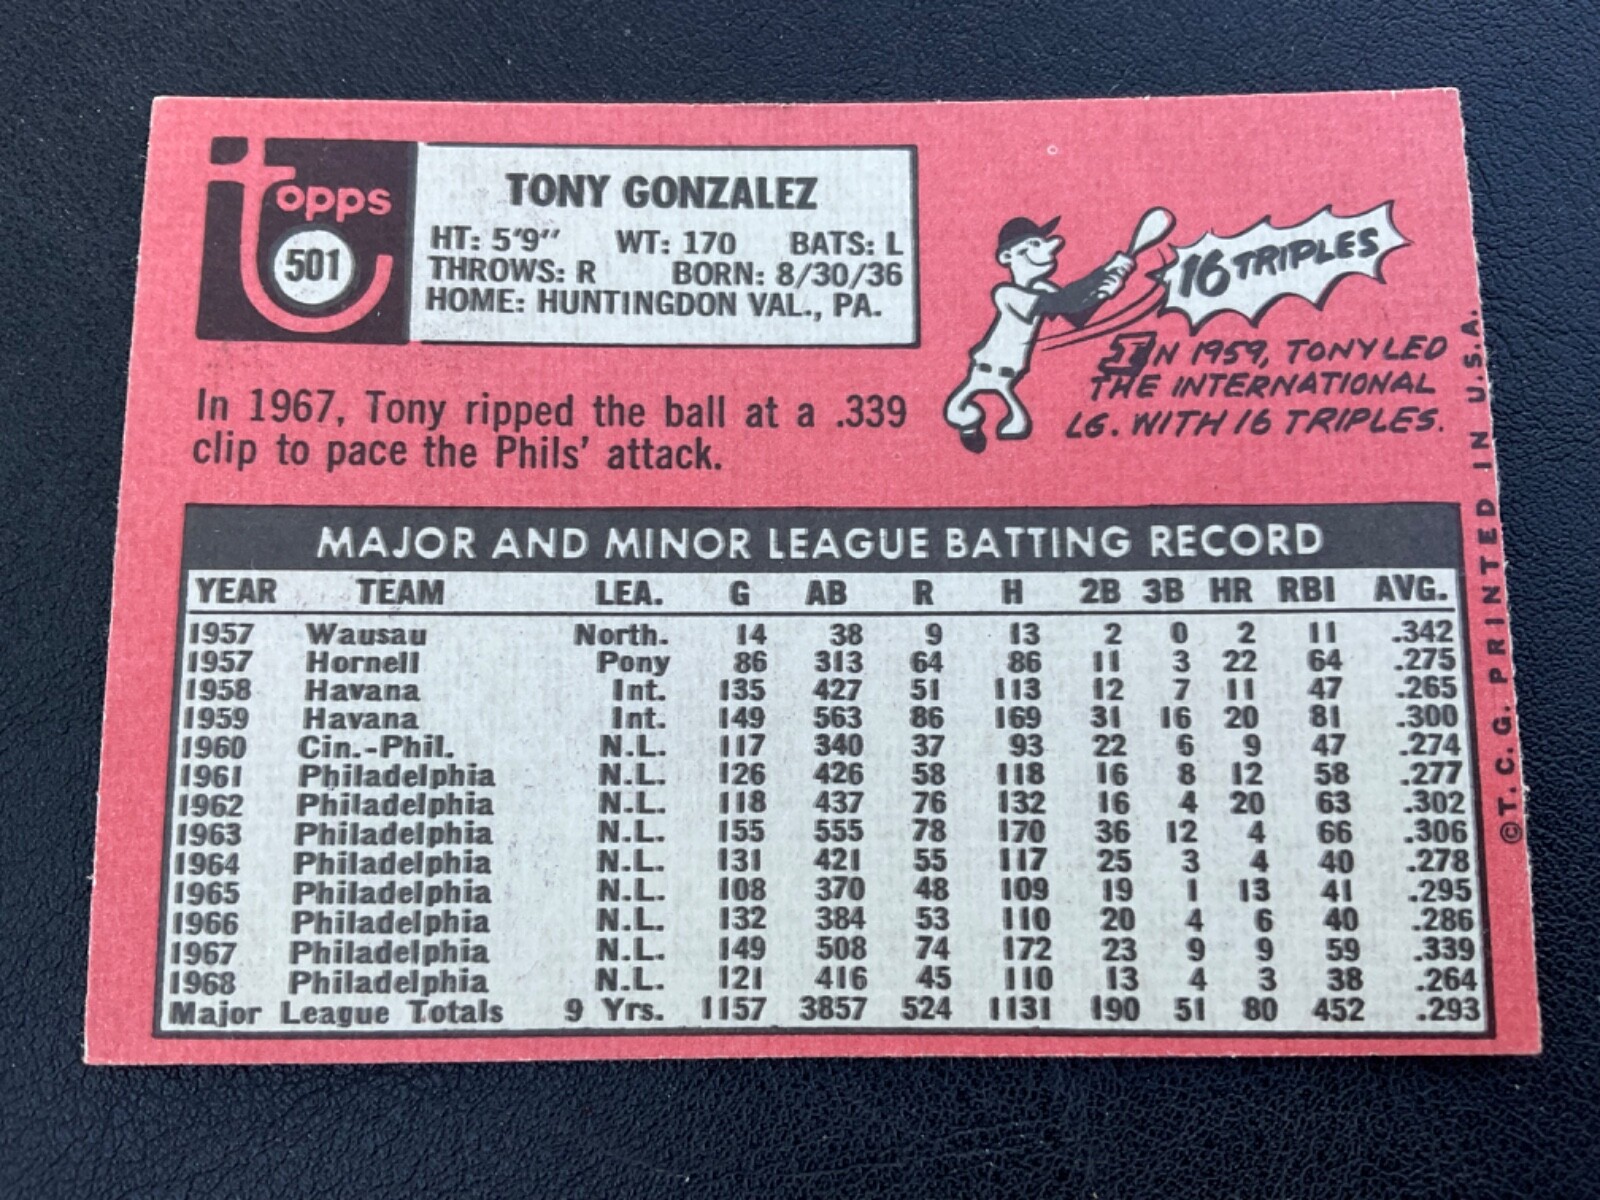 Topps
501
TONY GONZALEZ
HT: 5'9" WT: 170 BATS: L
THROWS: R BORN: 8/30/36
HOME: HUNTINGDON VAL., PA.
16 TRIPLES
IN 1959, TONY LED
THE INTERNATIONAL
LG. WITH 16 TRIPLES.
In 1967, Tony ripped the ball at a .339
clip to pace the Phils' attack.
MAJOR AND MINOR LEAGUE BATTING RECORD
YEAR TEAM LEA. G AB R H 2B 3B HR RBI AVG.
1957 Wausau North. 14 38 9 13 2 0 2 11 .342
1957 Hornell Pony 86 313 64 86 11 3 22 64 .275
1958 Havana Int. 135 427 51 113 12 7 11 47 .265
1959 Havana Int. 149 563 86 169 31 16 20 81 .300
1960 Cin.-Phil. N.L. 117 340 37 93 22 6 9 47 .274
1961 Philadelphia N.L. 126 426 58 118 16 8 12 58 .277
1962 Philadelphia N.L. 118 437 76 132 16 4 20 63 .302
1963 Philadelphia N.L. 155 555 78 170 36 12 4 66 .306
1964 Philadelphia N.L. 131 421 55 117 25 3 4 40 .278
1965 Philadelphia N.L. 108 370 48 109 19 1 13 41 .295
1966 Philadelphia N.L. 132 384 53 110 20 4 6 40 .286
1967 Philadelphia N.L. 149 508 74 172 23 9 9 59 .339
1968 Philadelphia N.L. 121 416 45 110 13 4 3 38 .264
Major League Totals 9 Yrs. 1157 3857 524 1131 190 51 80 452 .293
©T.C.G. PRINTED IN U.S.A.